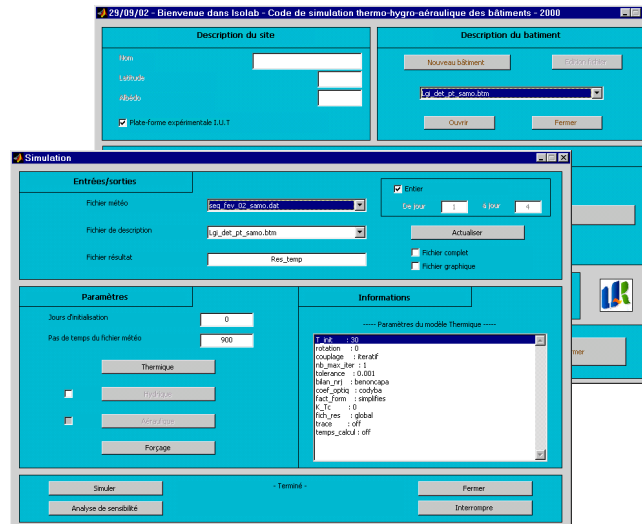 29/09/02 - Bienvenue dans Isolab - Code de simulation thermo-hygro-aéraulique des bâtiments - 2000
Description du site
Description du batiment
Nom
Latitude
Albédo
Plate-forme expérimentale I.U.T
Nouveau bâtiment
Edition fichier
Lgi_det_pt_samo.btm
Ouvrir
Fermer
Simulation
Entrées/sorties
Fichier météo
seq_fev_02_samo.dat
Fichier de description
Lgi_det_pt_samo.btm
Fichier résultat
Res_temp
Entier
De jour
1
à jour
4
Actualiser
Fichier complet
Fichier graphique
Paramètres
Jours d'initialisation
0
Pas de temps du fichier météo
900
Thermique
Hydrique
Aéraulique
Forçage
Informations
----- Paramètres du modèle Thermique -----
T_init : 30
rotation : 0
couplage : iteratif
nb_max_iter : 1
tolerance : 0.001
bilan_nrj : benoncapa
coef_optiq : codyba
fact_form : simplifies
K_Tc : 0
fich_res : global
trace : off
temps_calcul : off
mer
Simuler
- Terminé -
Fermer
Analyse de sensibilité
Interrompre